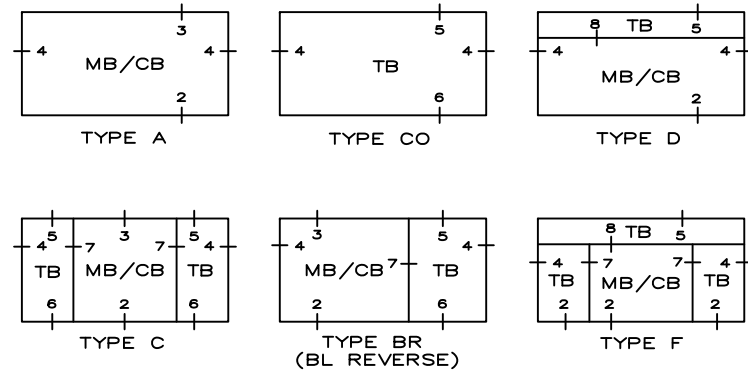 3
4 MB/CB 4
2
TYPE A
5
4 TB 4
6
TYPE CO
8 TB 5
4 MB/CB 4
2
TYPE D
5 3 5
4 7 7 4
TB MB/CB TB
6 2 6
TYPE C
3 5
4 4
MB/CB 7 TB
2 6
TYPE BR
(BL REVERSE)
8 TB 5
4 7 7 4
TB MB/CB TB
2 2 2
TYPE F